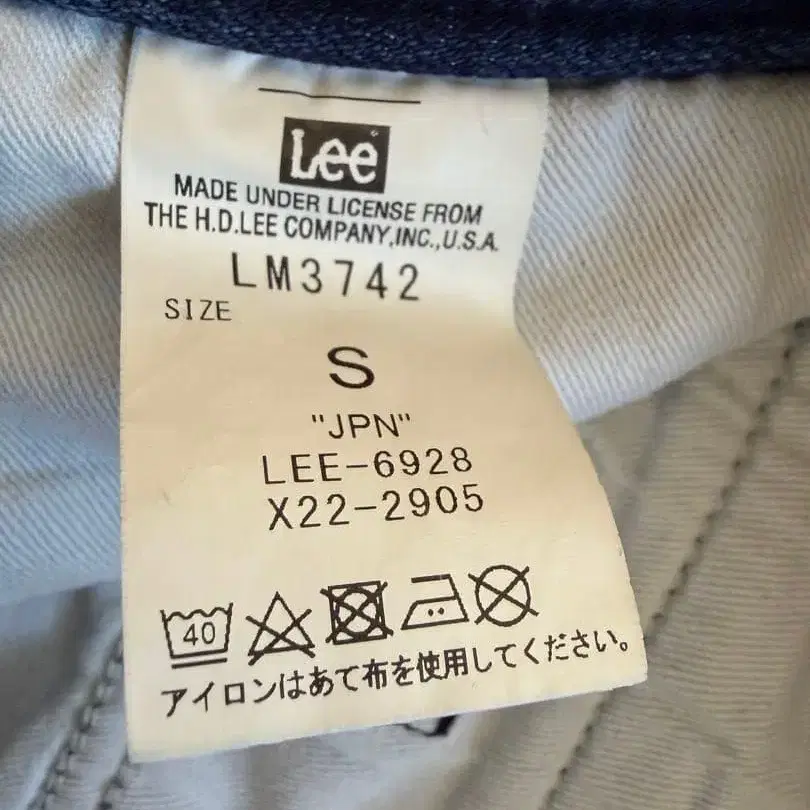 Lee
MADE UNDER LICENSE FROM
THE H.D.LEE COMPANY,INC.,U.S.A.
LM3742
SIZE
S
"JPN"
LEE-6928
X22-2905
40
アイロンはあて布を使用してください。